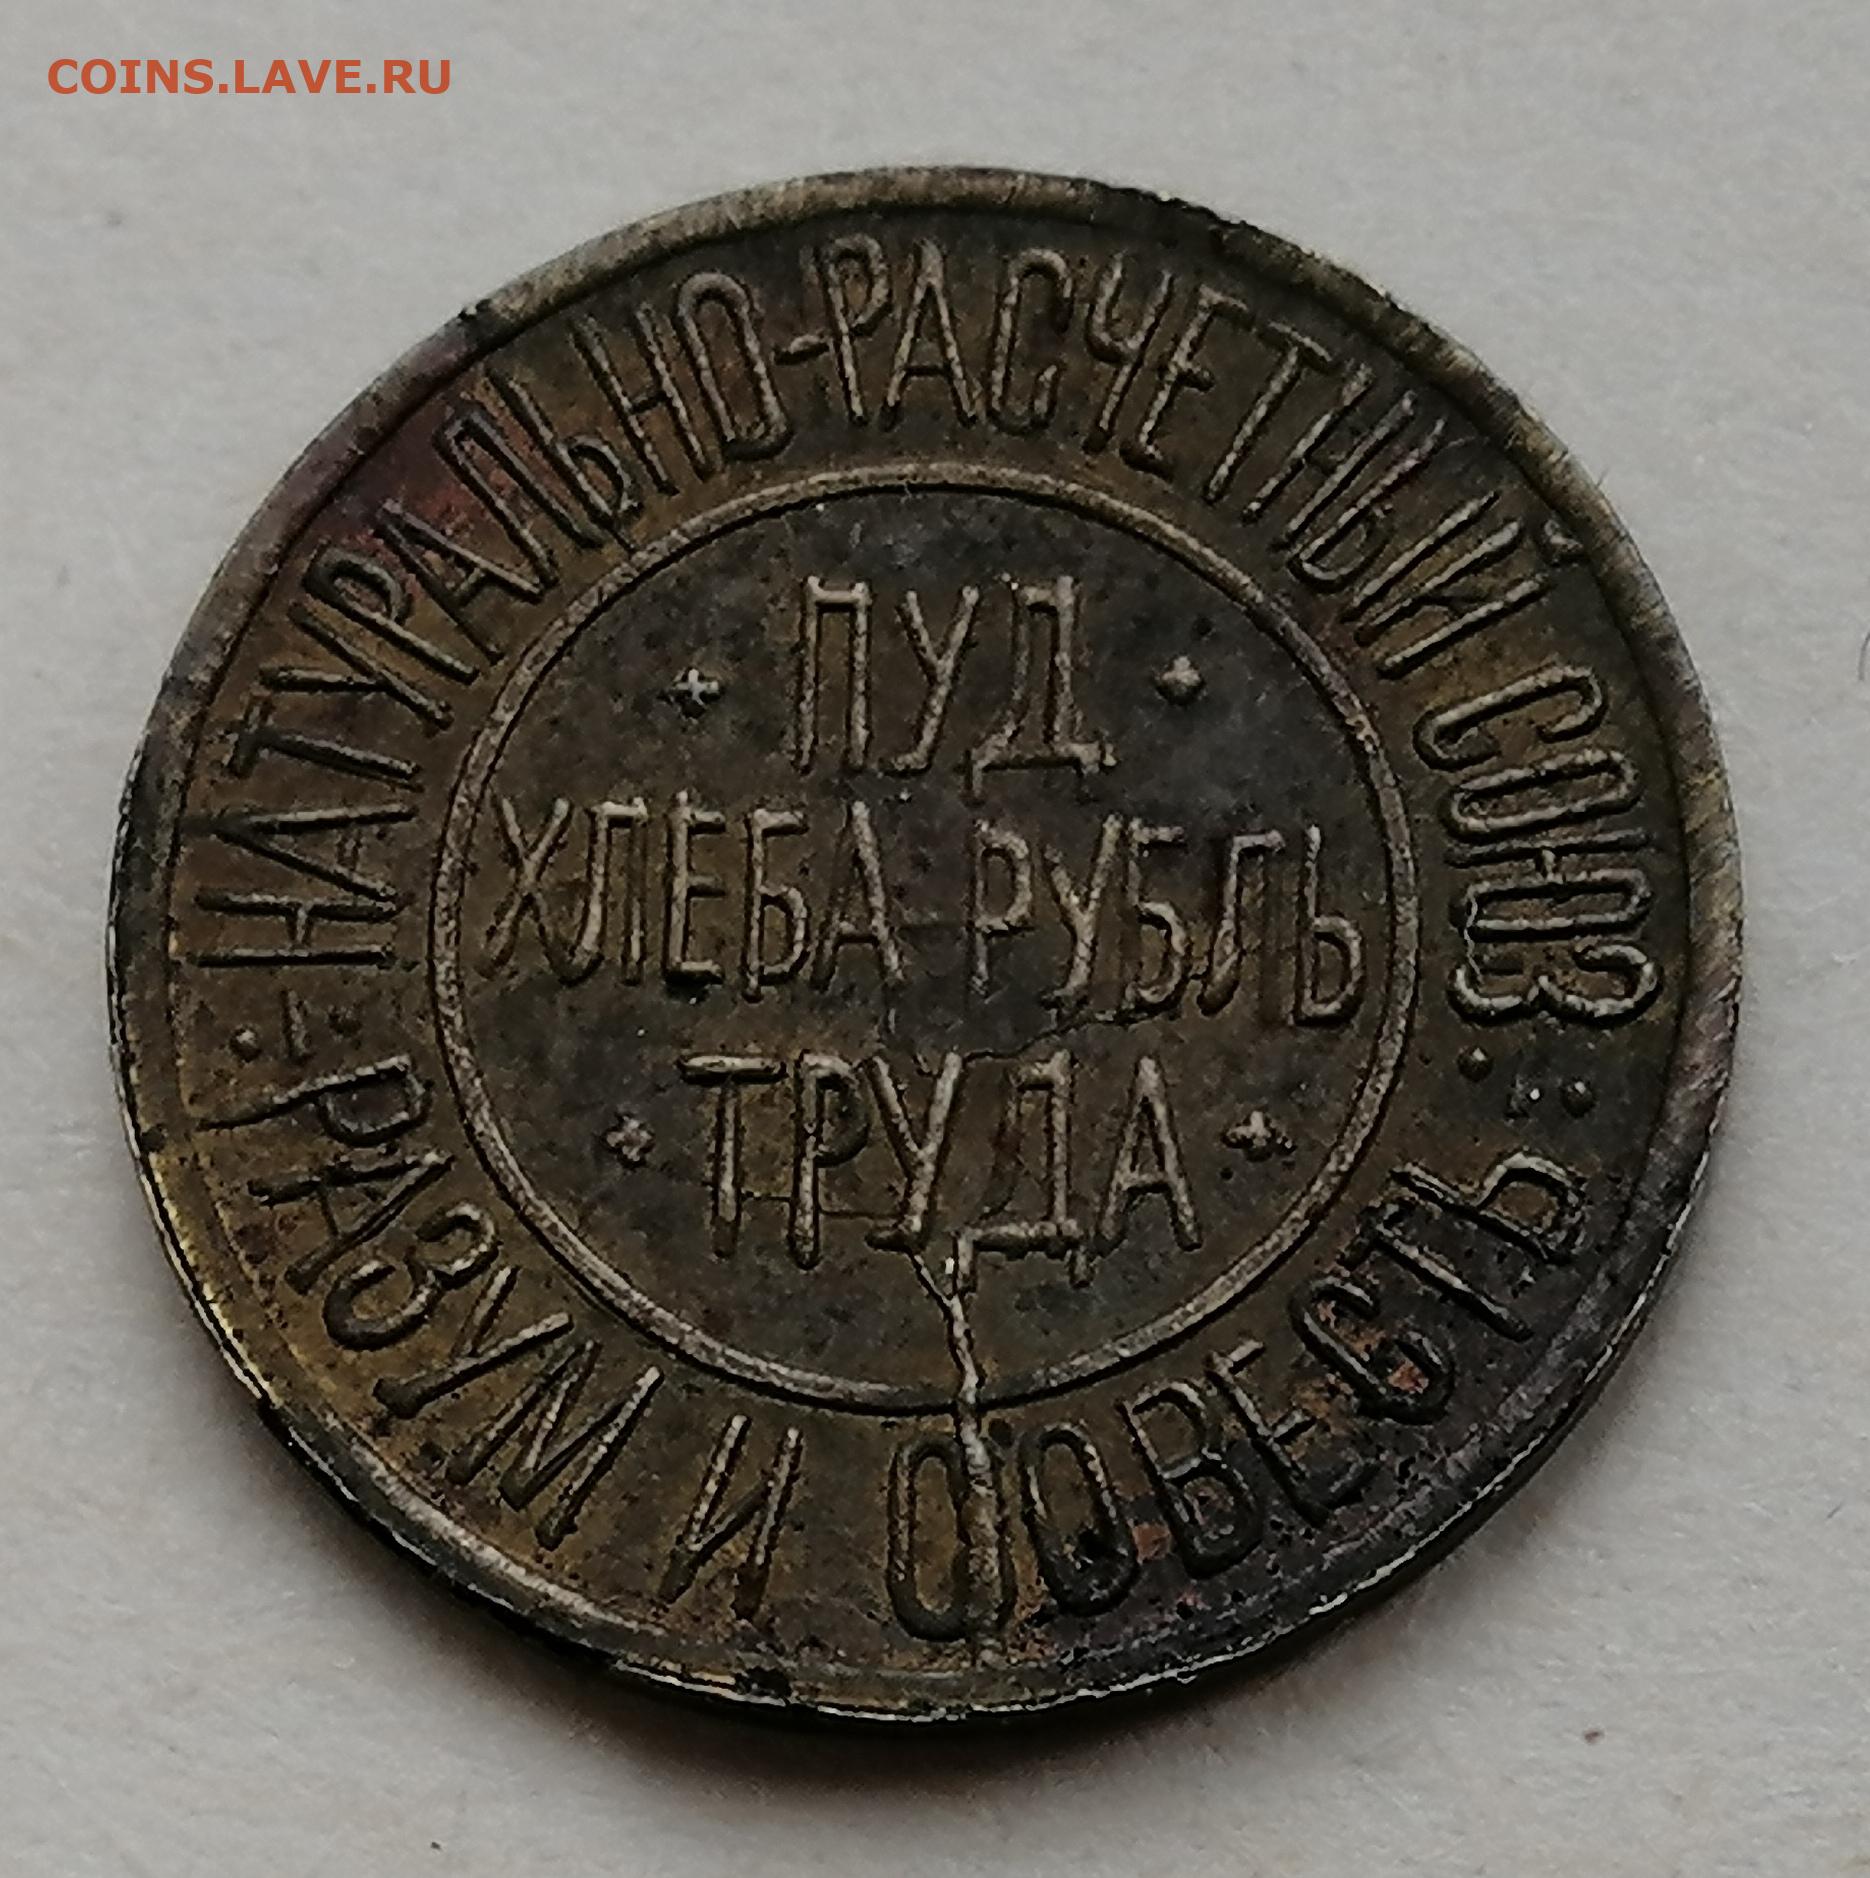 COINS.LAVE.RU
НАТУРАЛЬНО-РАСЧЕТНЫЙ СОЮЗ
ПУД
ХЛЕБА-РУБЛЬ
ТРУДА
РАЗУМ И СОВЕСТЬ